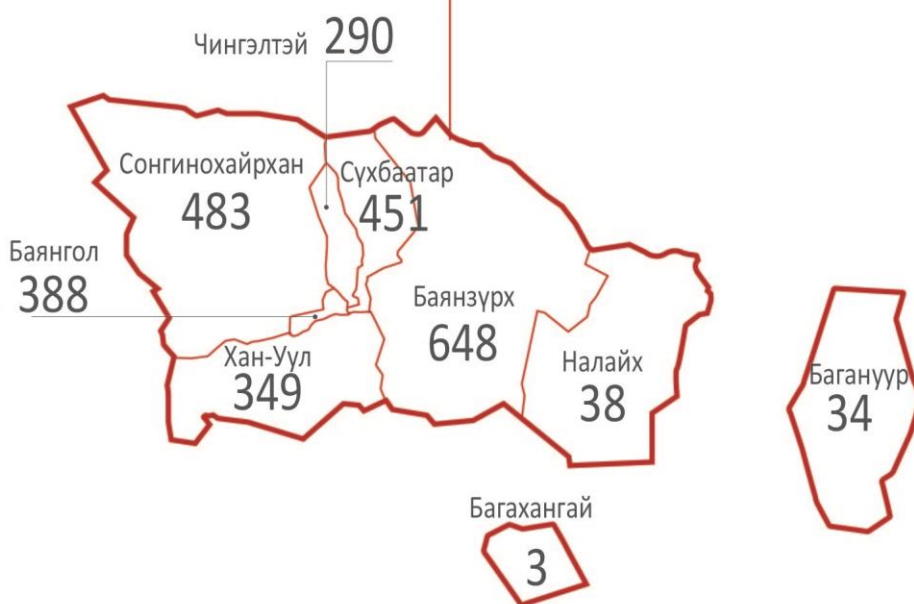 Чингэлтэй 290
Сонгинохайрхан
483
Сүхбаатар
451
Баянгол
388
Баянзүрх
648
Хан-Уул
349
Налайх
38
Багануур
34
Багахангай
3